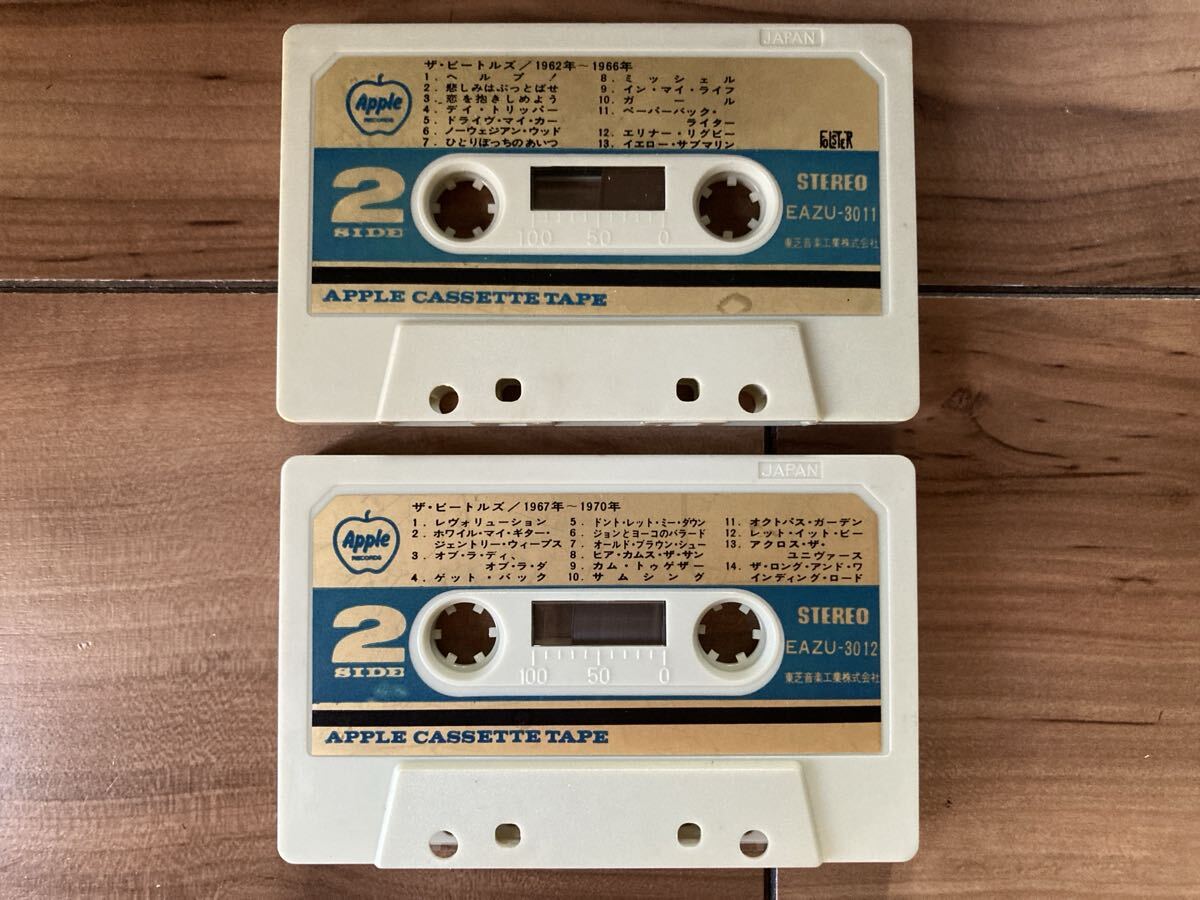 JAPAN
Apple
RECORDS
ザ・ビートルズ/1962年〜1966年
1. ヘルプ!
2. 悲しみはぶっとばせ
3. 恋を抱きしめよう
4. デイ・トリッパー
5. ドライヴ・マイ・カー
6. ノーウェジアン・ウッド
7. ひとりぼっちのあいつ
8. ミッシェル
9. イン・マイ・ライフ
10. ガール
11. ペーパーバック・
ライター
12. エリナー・リグビー
13. イエロー・サブマリン
FOLSTER
2
SIDE
100 50 0
STEREO
EAZU-3011
東芝音楽工業株式会社
APPLE CASSETTE TAPE
JAPAN
Apple
RECORDS
ザ・ビートルズ/1967年〜1970年
1. レヴォリューション
2. ホワイル・マイ・ギター・
ジェントリー・ウィープス
3. オブ・ラ・ディ、
オブ・ラ・ダ
4. ゲット・バック
5. ドント・レット・ミー・ダウン
6. ジョンとヨーコのバラード
7. オールド・ブラウン・シュー
8. ヒア・カムス・ザ・サン
9. カム・トゥゲザー
10. サムシング
11. オクトパス・ガーデン
12. レット・イット・ビー
13. アクロス・ザ・
ユニヴァース
14. ザ・ロング・アンド・ワ
インディング・ロード
2
SIDE
100 50 0
STEREO
EAZU-3012
東芝音楽工業株式会社
APPLE CASSETTE TAPE